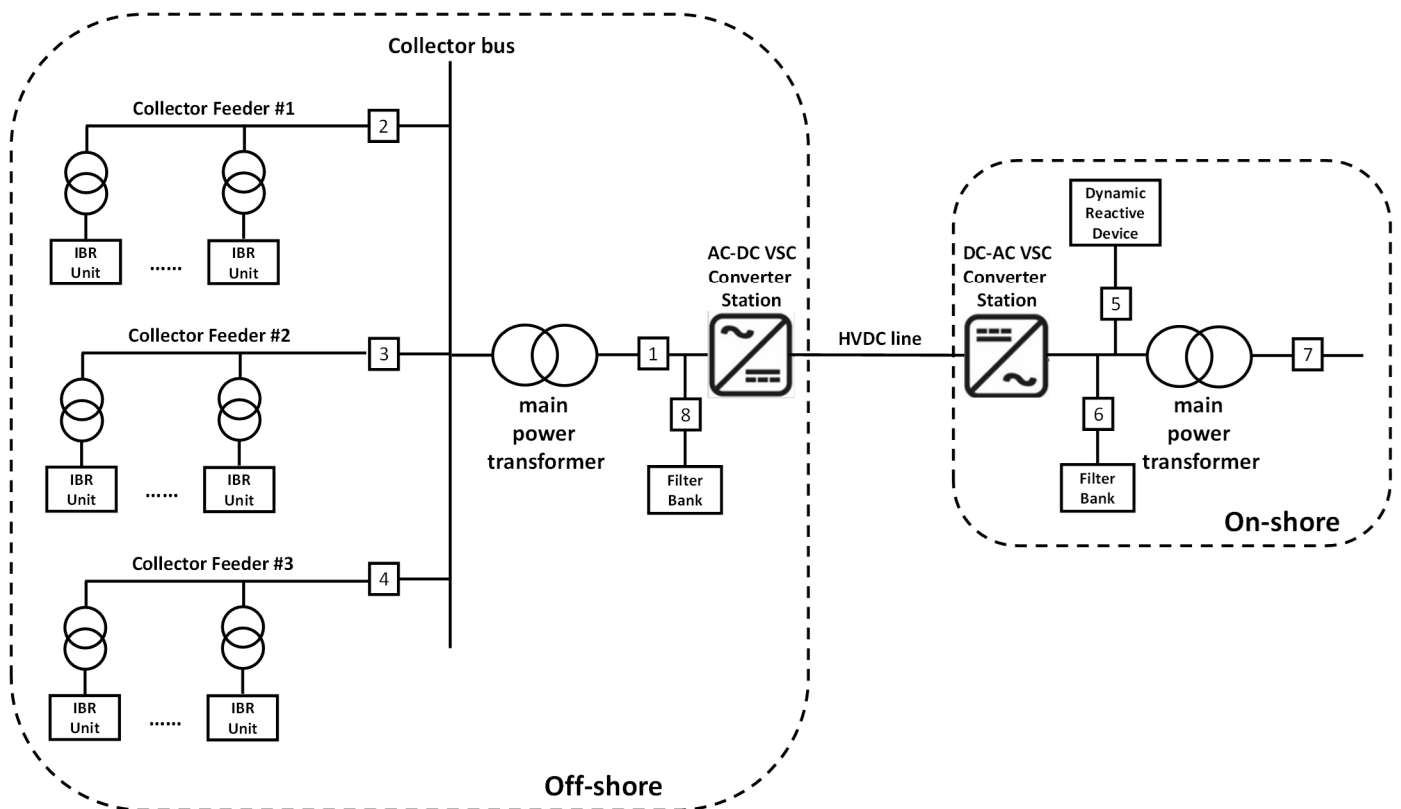 Collector bus
Collector Feeder #1
2
IBR
Unit
......
IBR
Unit
Collector Feeder #2
3
IBR
Unit
......
IBR
Unit
Collector Feeder #3
4
IBR
Unit
......
IBR
Unit
main
power
transformer
1
8
Filter
Bank
AC-DC VSC
Converter
Station
Off-shore
HVDC line
DC-AC VSC
Converter
Station
Dynamic
Reactive
Device
5
6
Filter
Bank
main
power
transformer
7
On-shore